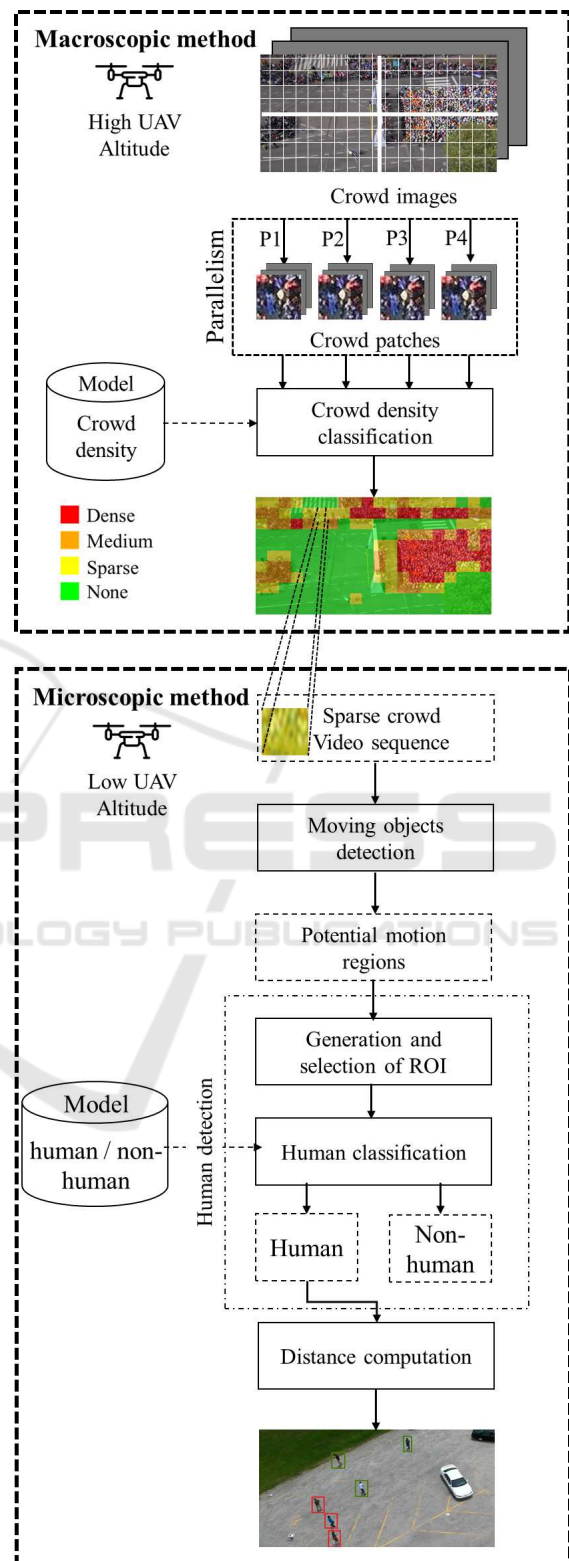 Macroscopic method
High UAV
Altitude
Crowd images
P1 P2 P3 P4
Parallelism
Crowd patches
Model
Crowd
density
Crowd density
classification
Dense
Medium
Sparse
None
Microscopic method
Low UAV
Altitude
Sparse crowd
Video sequence
Moving objects
detection
PRESS
OLOGY PUBLICATIONS
Potential motion
regions
Generation and
selection of ROI
Model
human / non-
human
Human detection
Human classification
Human
Non-
human
Distance computation